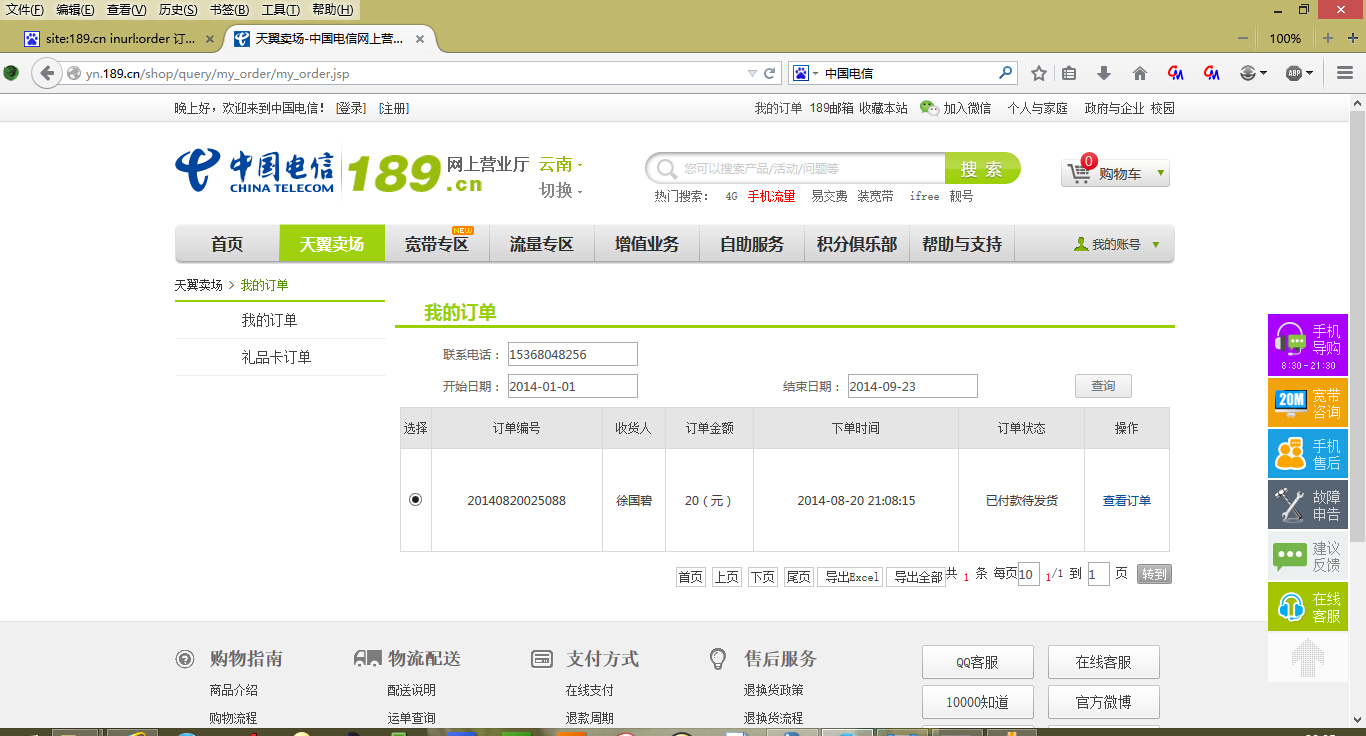 文件(F) 编辑(E) 查看(V) 历史(S) 书签(B) 工具(T) 帮助(H)
site:189.cn inurl:order 订... × 天翼卖场-中国电信网上营... × 100%
yn.189.cn/shop/query/my_order/my_order.jsp 中国电信 ABP
晚上好，欢迎来到中国电信！ [登录] [注册] 我的订单 189邮箱 收藏本站 加入微信 个人与家庭 政府与企业 校园
中国电信 CHINA TELECOM 189.cn 网上营业厅 云南
切换
您可以搜索产品/活动/问题等 搜 索 0 购物车
热门搜索： 4G 手机流量 易交费 装宽带 ifree 靓号
首页 天翼卖场 宽带专区 NEW 流量专区 增值业务 自助服务 积分俱乐部 帮助与支持 我的账号
天翼卖场 > 我的订单
我的订单
礼品卡订单
我的订单
联系电话： 15368048256
开始日期： 2014-01-01 结束日期： 2014-09-23 查询
选择 订单编号 收货人 订单金额 下单时间 订单状态 操作
20140820025088 徐国碧 20（元） 2014-08-20 21:08:15 已付款待发货 查看订单
首页 上页 下页 尾页 导出Excel 导出全部 共 1 条 每页 10 1/1 到 1 页 转到
手机
导购
8:30-21:30
20M 宽带
咨询
手机
售后
故障
申告
建议
反馈
在线
客服
购物指南 物流配送 支付方式 售后服务 QQ客服 在线客服
商品介绍 配送说明 在线支付 退换货政策 10000知道 官方微博
购物流程 运单查询 退款周期 退换货流程